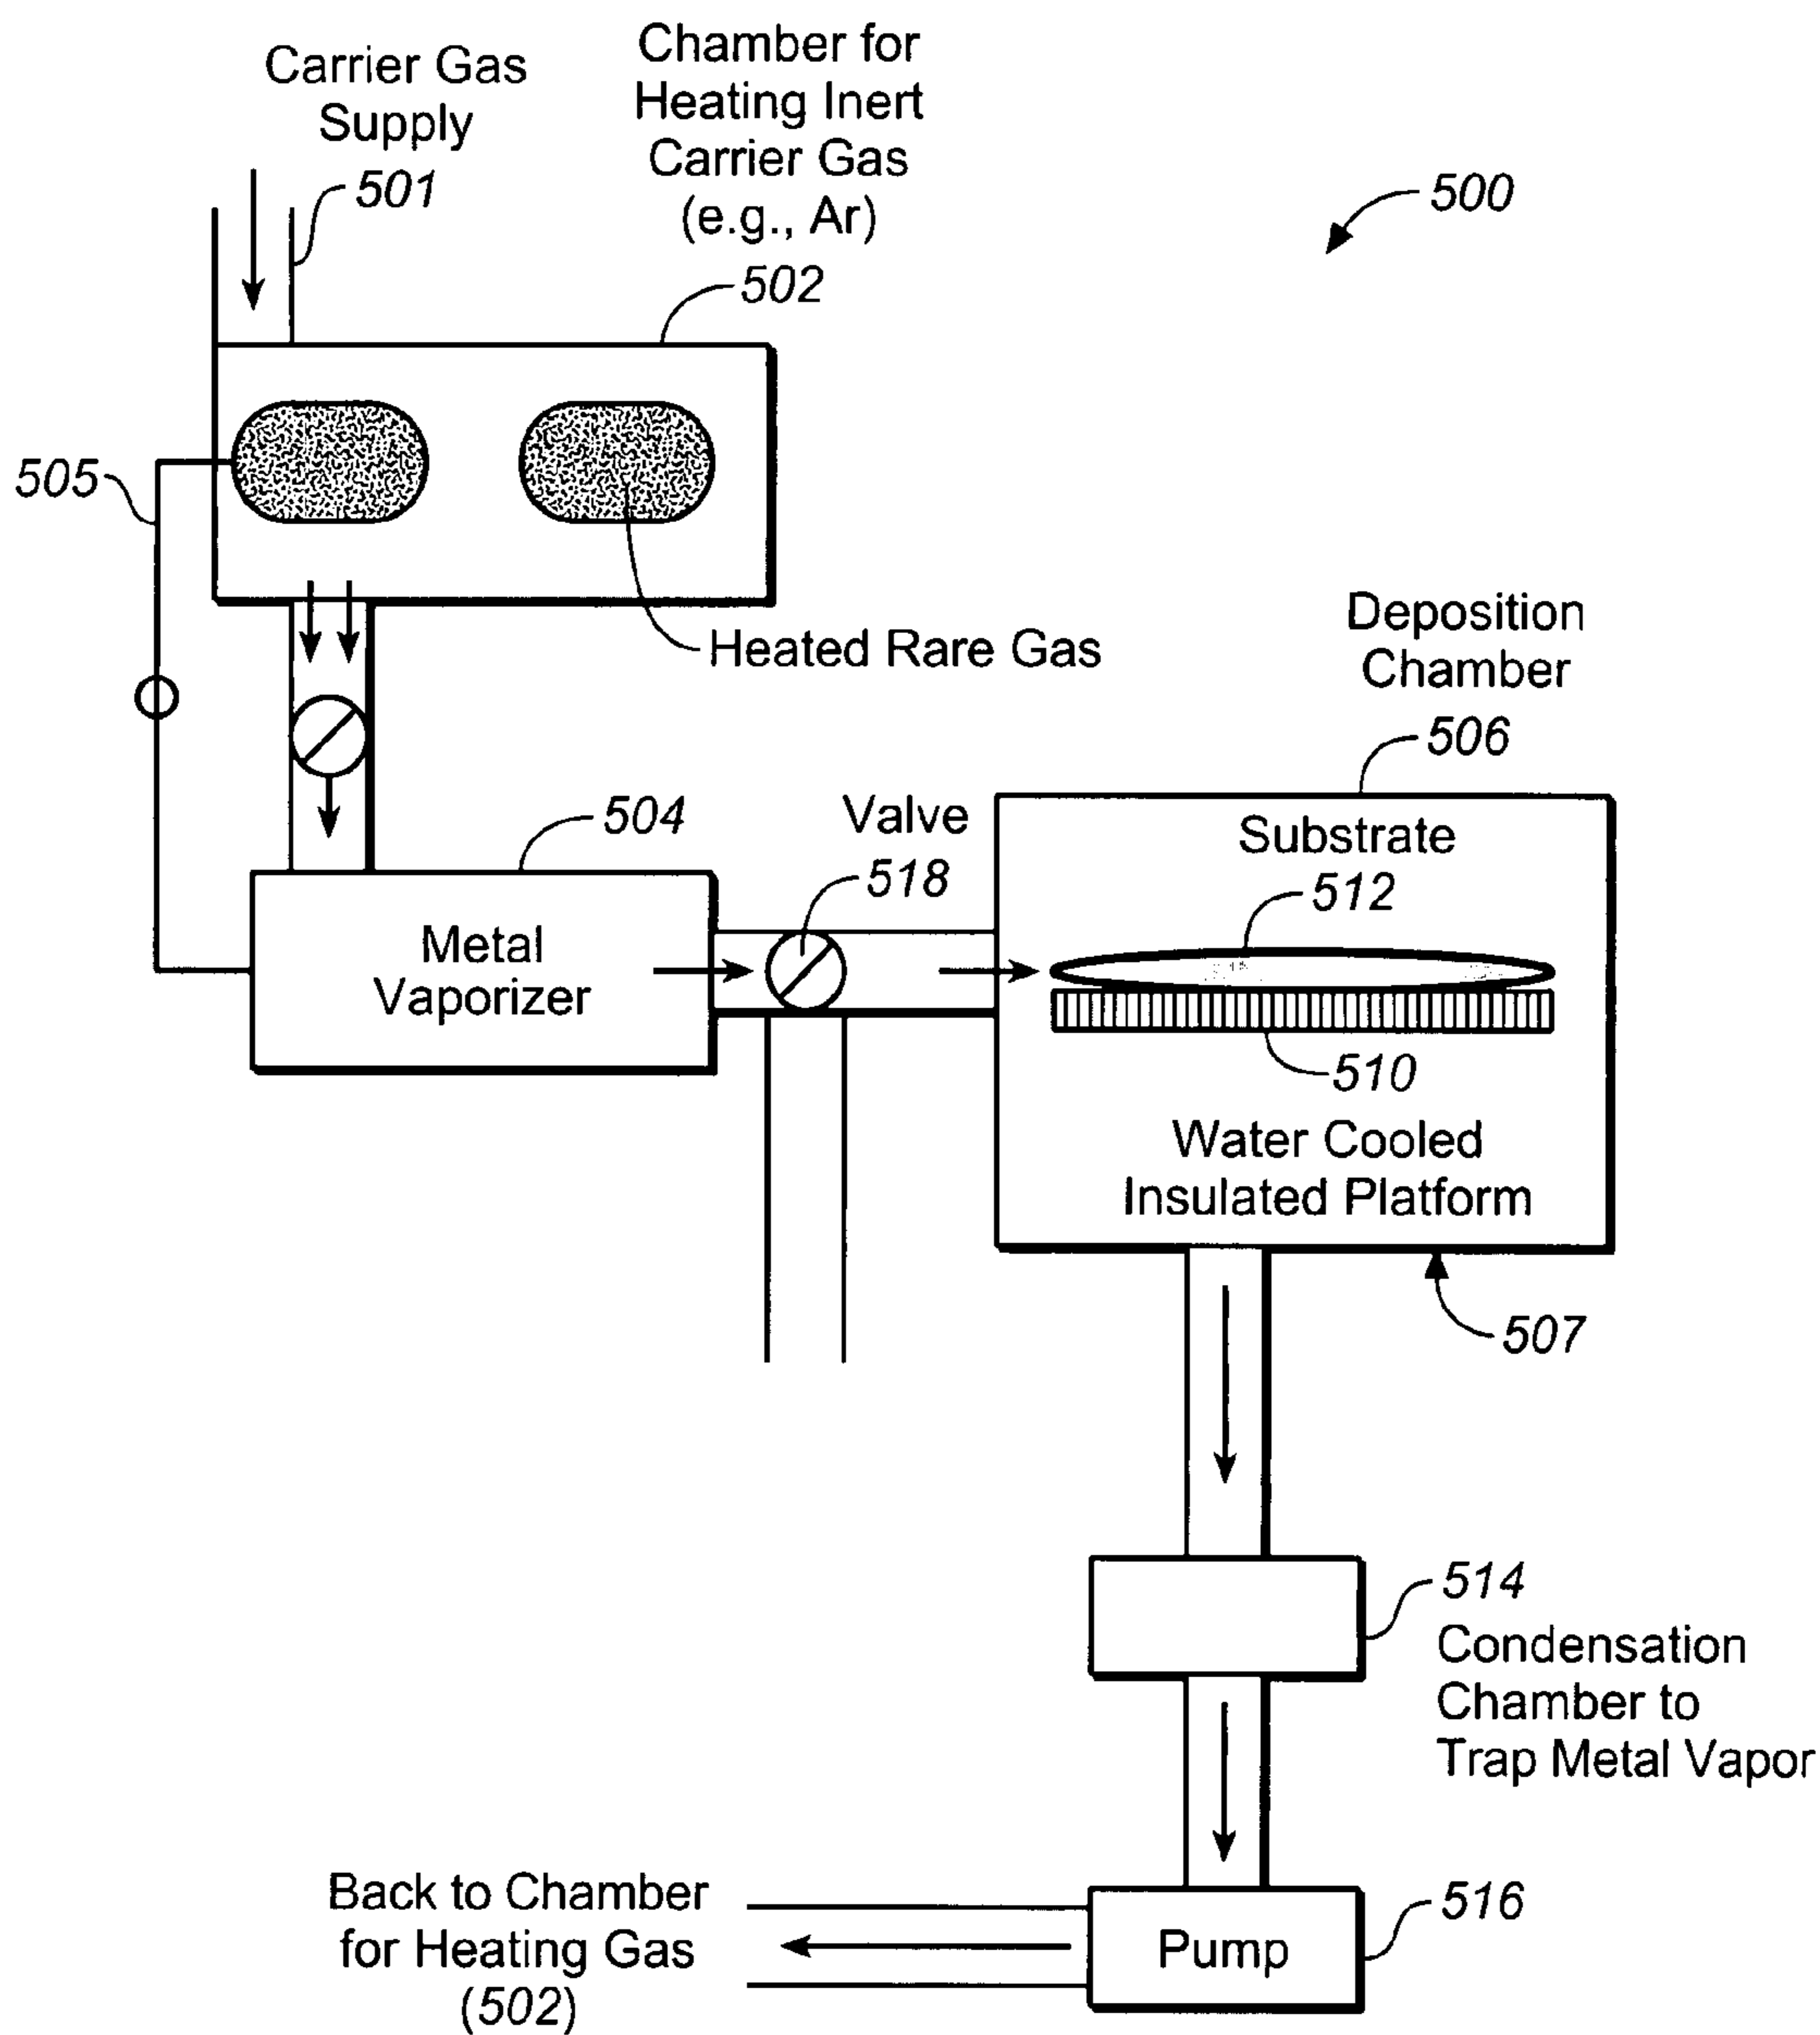 Carrier Gas
Supply
501
Chamber for
Heating Inert
Carrier Gas
(e.g., Ar)
502
500
505
Heated Rare Gas
Deposition
Chamber
506
504
Valve
518
Substrate
512
Metal
Vaporizer
510
Water Cooled
Insulated Platform
507
514
Condensation
Chamber to
Trap Metal Vapor
Back to Chamber
for Heating Gas
(502)
516
Pump